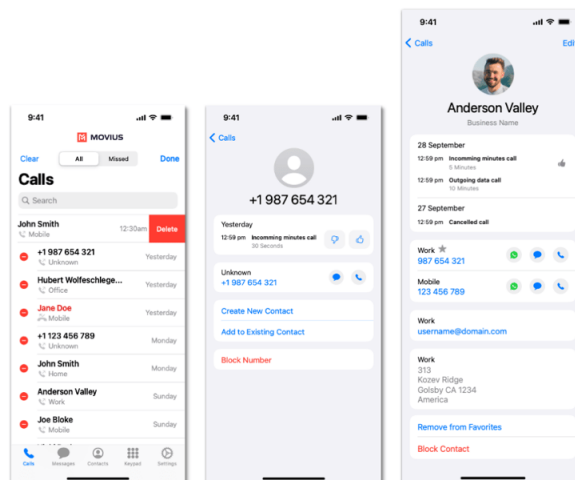 9:41
MOVIUS
Clear
All
Missed
Done
Calls
Search
John Smith
Mobile
12:30am
Delete
+1 987 654 321
Unknown
Yesterday
Hubert Wolfeschlege...
Office
Yesterday
Jane Doe
Mobile
Yesterday
+1 123 456 789
Unknown
Monday
John Smith
Home
Monday
Anderson Valley
Work
Sunday
Joe Bloke
Mobile
Sunday
Calls
Messages
Contacts
Keypad
Settings
9:41
Calls
+1 987 654 321
Yesterday
12:59 pm Incomming minutes call
30 Seconds
Unknown
+1 987 654 321
Create New Contact
Add to Existing Contact
Block Number
9:41
Calls
Edi
Anderson Valley
Business Name
28 September
12:59 pm Incomming minutes call
5 Minutes
12:59 pm Outgoing data call
10 Minutes
27 September
12:59 pm Cancelled call
Work
987 654 321
Mobile
123 456 789
Work
username@domain.com
Work
313
Kozev Ridge
Goisby CA 1234
America
Remove from Favorites
Block Contact